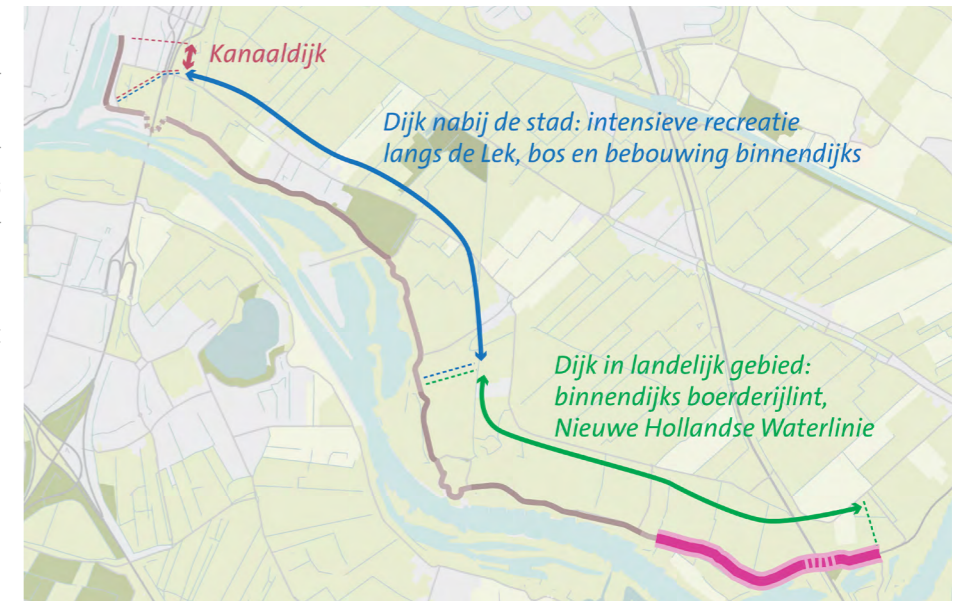 Kanaaldijk
Dijk nabij de stad: intensieve recreatie
langs de Lek, bos en bebouwing binnendijks
Dijk in landelijk gebied:
binnendijks boerderijlint,
Nieuwe Hollandse Waterlinie